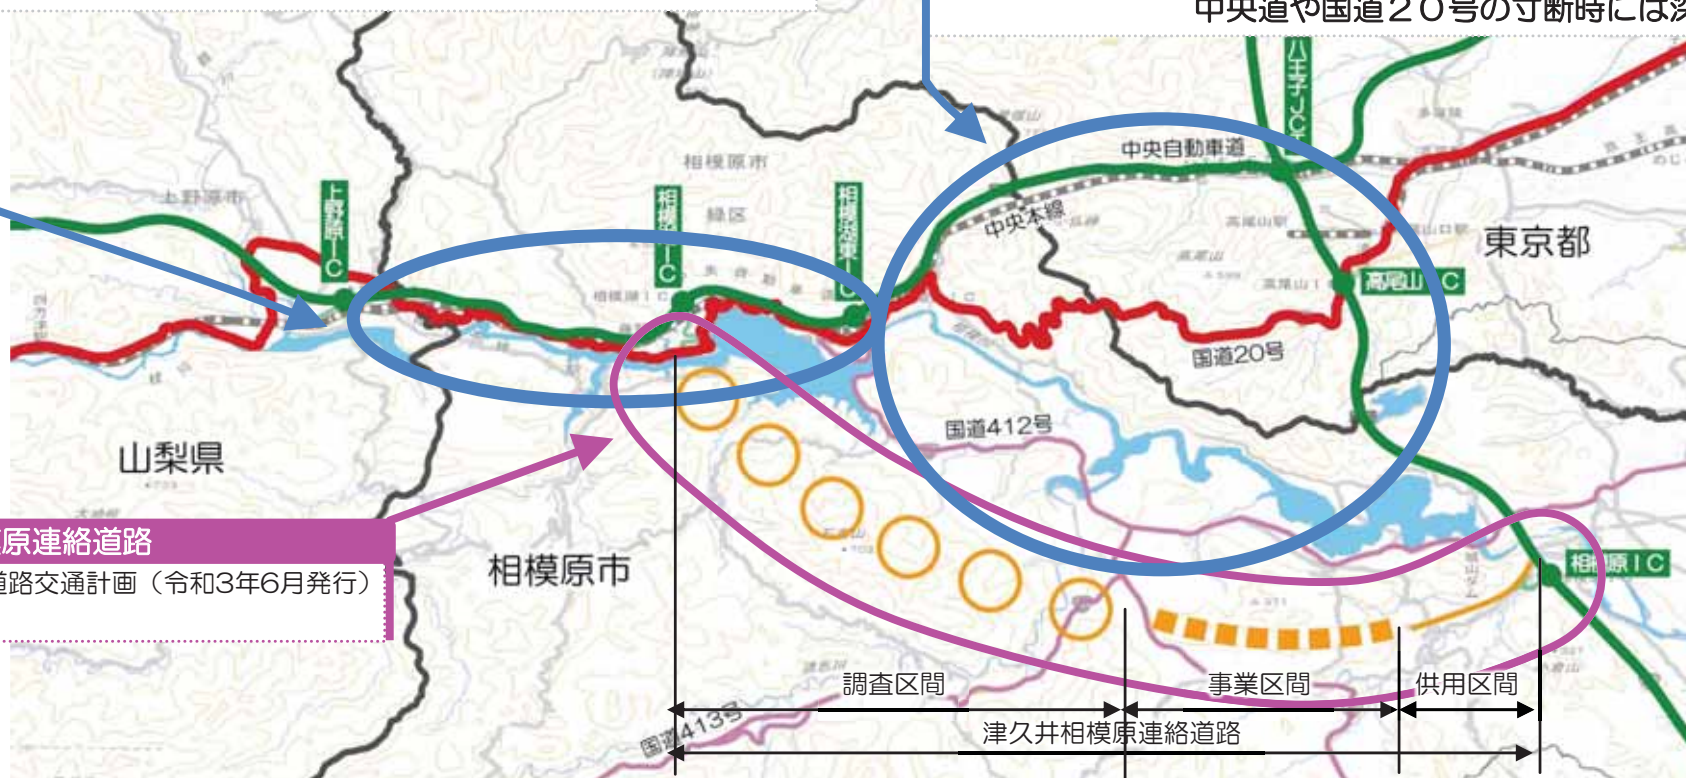 中央道や国道20号の寸断時には
八王子JCT
中央自動車道
相模原市
緑区
上野原市
上野原IC
相模湖IC
相模湖東IC
中央本線
高尾山
高尾山IC
東京都
国道20号
国道412号
山梨県
原連絡道路
道路交通計画（令和3年6月発行）
相模原市
相模原IC
調査区間
事業区間
供用区間
国道413号
津久井相模原連絡道路